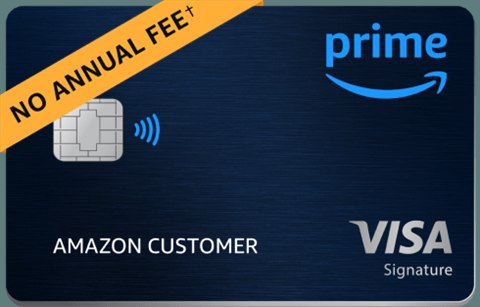 NO ANNUAL FEE†
prime
AMAZON CUSTOMER
VISA
Signature